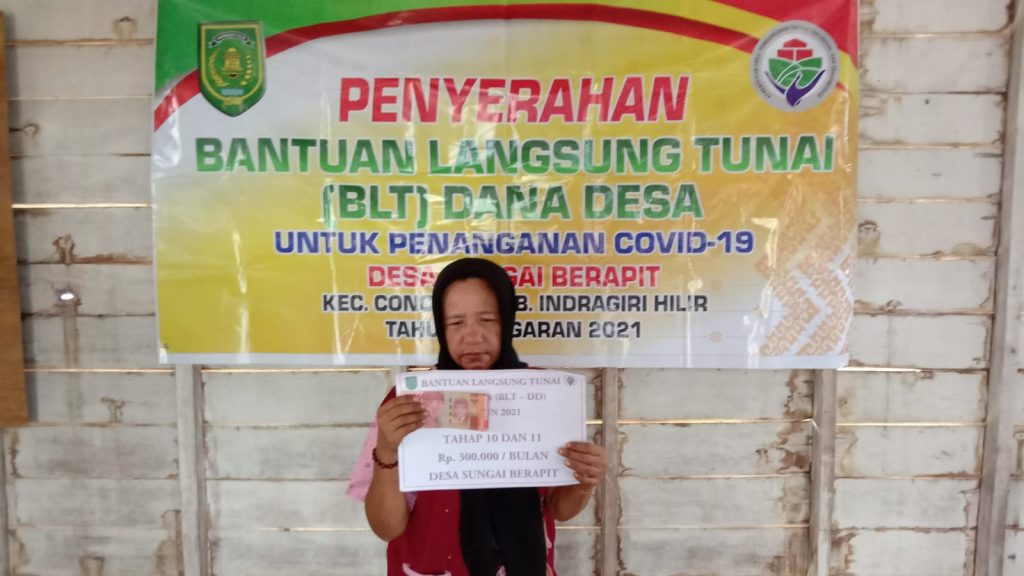 PENYERAHAN
BANTUAN LANGSUNG TUNAI
(BLT) DANA DESA
UNTUK PENANGANAN COVID-19
DESA SUNGAI BERAPIT
KEC. CONC B. INDRAGIRI HILIR
TAHU GARAN 2021
BANTUAN LANGSUNG TUNAI
A (BLT - DD)
N 2021
TAHAP 10 DAN 11
Rp. 300.000 / BULAN
DESA SUNGAI BERAPIT